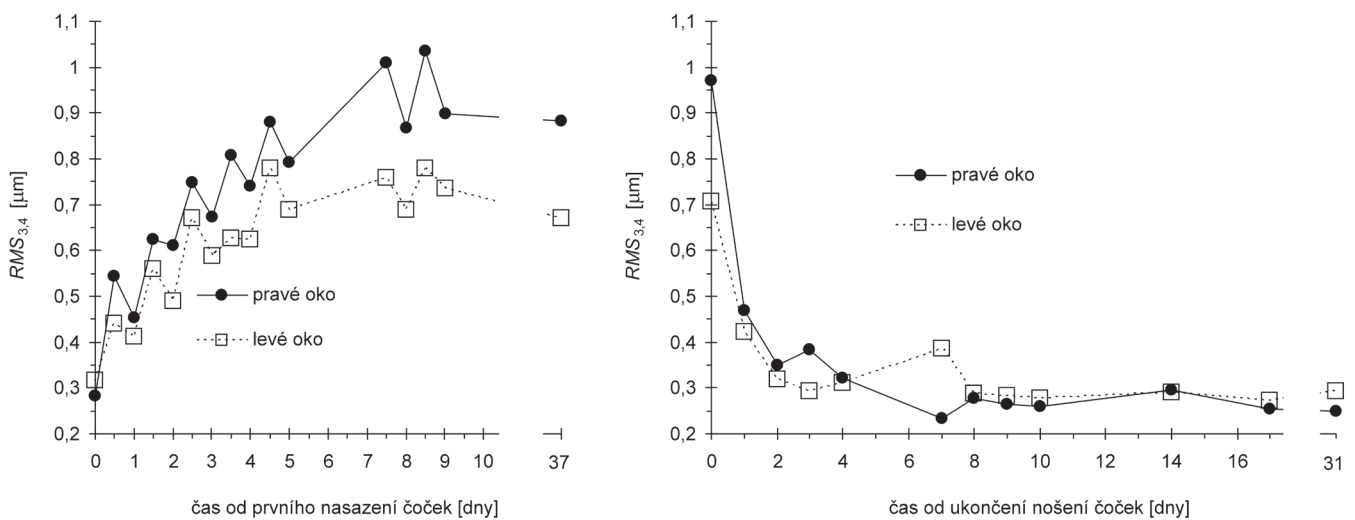 1,1
1
0,9
0,8
0,7
0,6
0,5
0,4
0,3
0,2
RMS3,4 [µm]
pravé oko
levé oko
0 1 2 3 4 5 6 7 8 9 10 37
čas od prvního nasazení čoček [dny]
1,1
1
0,9
0,8
0,7
0,6
0,5
0,4
0,3
0,2
RMS3,4 [µm]
pravé oko
levé oko
0 2 4 6 8 10 12 14 16 31
čas od ukončení nošení čoček [dny]